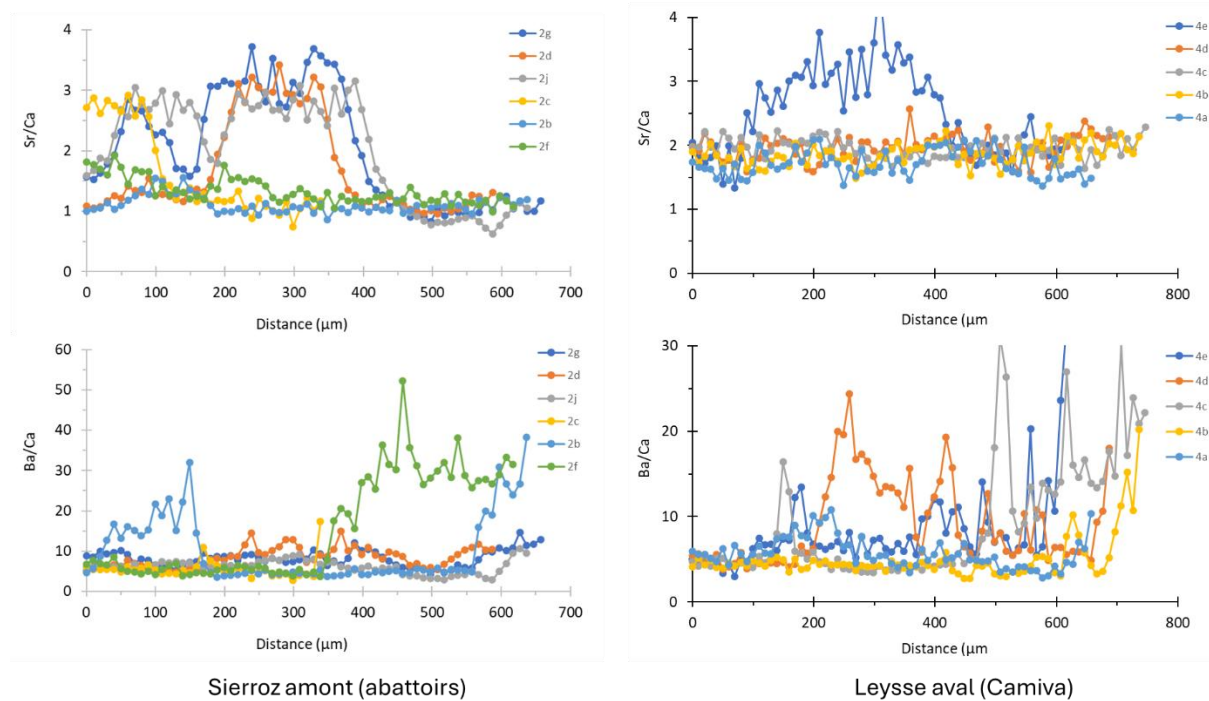 4
3
2
1
0
Sr/Ca
0 100 200 300 400 500 600 700
Distance (µm)
2g
2d
2j
2c
2b
2f
4
3
2
1
0
Sr/Ca
0 200 400 600 800
Distance (µm
4e
4d
4c
4b
4a
60
50
40
30
20
10
0
Ba/Ca
0 100 200 300 400 500 600 700
Distance (µm)
2g
2d
2j
2c
2b
2f
30
20
10
0
Ba/Ca
0 200 400 600 800
Distance (µm
4e
4d
4c
4b
4a
Sierroz amont (abattoirs)
Leysse aval (Camiva)